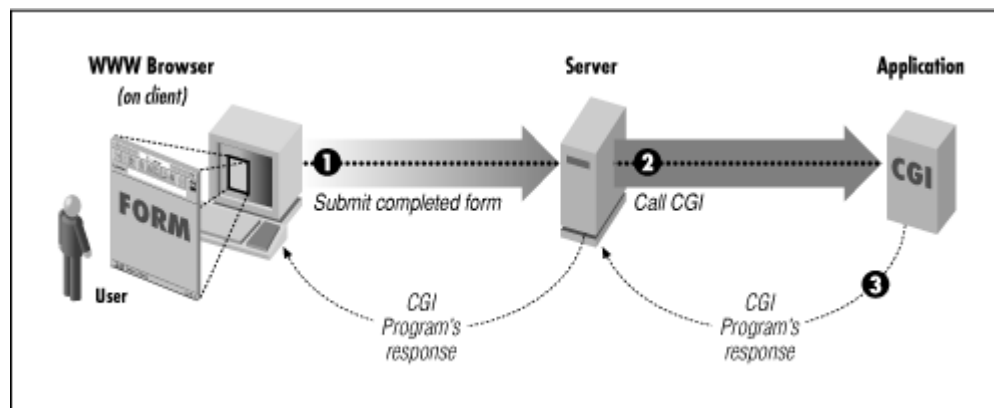 WWW Browser
(on client)
Server
Application
FORM
1
Submit completed form
2
Call CGI
CGI
User
3
CGI
Program's
response
CGI
Program's
response